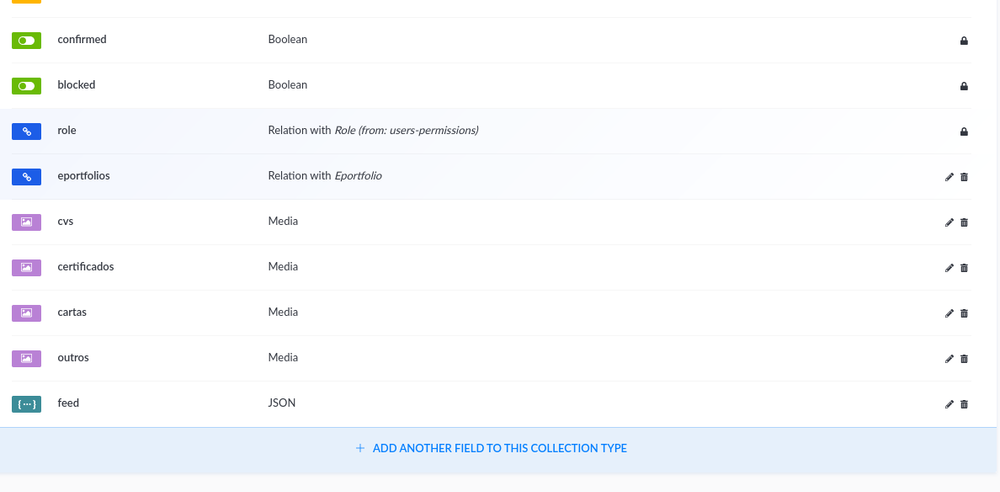 confirmed Boolean
blocked Boolean
role Relation with Role (from: users-permissions)
eportfolios Relation with Eportfolio
cvs Media
certificados Media
cartas Media
outros Media
{···} feed JSON
+ ADD ANOTHER FIELD TO THIS COLLECTION TYPE